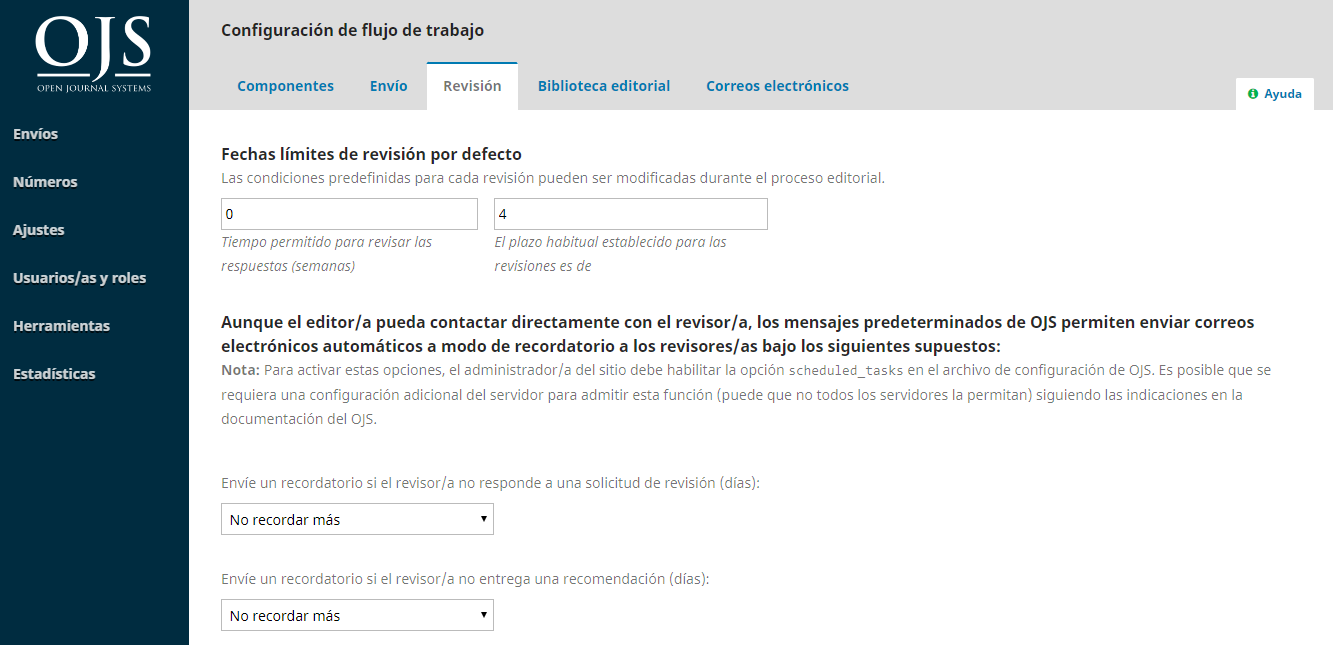 OJS
OPEN JOURNAL SYSTEMS
Envíos
Números
Ajustes
Usuarios/as y roles
Herramientas
Estadísticas
Configuración de flujo de trabajo
Componentes Envío Revisión Biblioteca editorial Correos electrónicos
Ayuda
Fechas límites de revisión por defecto
Las condiciones predefinidas para cada revisión pueden ser modificadas durante el proceso editorial.
0 4
Tiempo permitido para revisar las
respuestas (semanas)
El plazo habitual establecido para las
revisiones es de
Aunque el editor/a pueda contactar directamente con el revisor/a, los mensajes predeterminados de OJS permiten enviar correos
electrónicos automáticos a modo de recordatorio a los revisores/as bajo los siguientes supuestos:
Nota: Para activar estas opciones, el administrador/a del sitio debe habilitar la opción scheduled_tasks en el archivo de configuración de OJS. Es posible que se
requiera una configuración adicional del servidor para admitir esta función (puede que no todos los servidores la permitan) siguiendo las indicaciones en la
documentación del OJS.
Envíe un recordatorio si el revisor/a no responde a una solicitud de revisión (días):
No recordar más
Envíe un recordatorio si el revisor/a no entrega una recomendación (días):
No recordar más